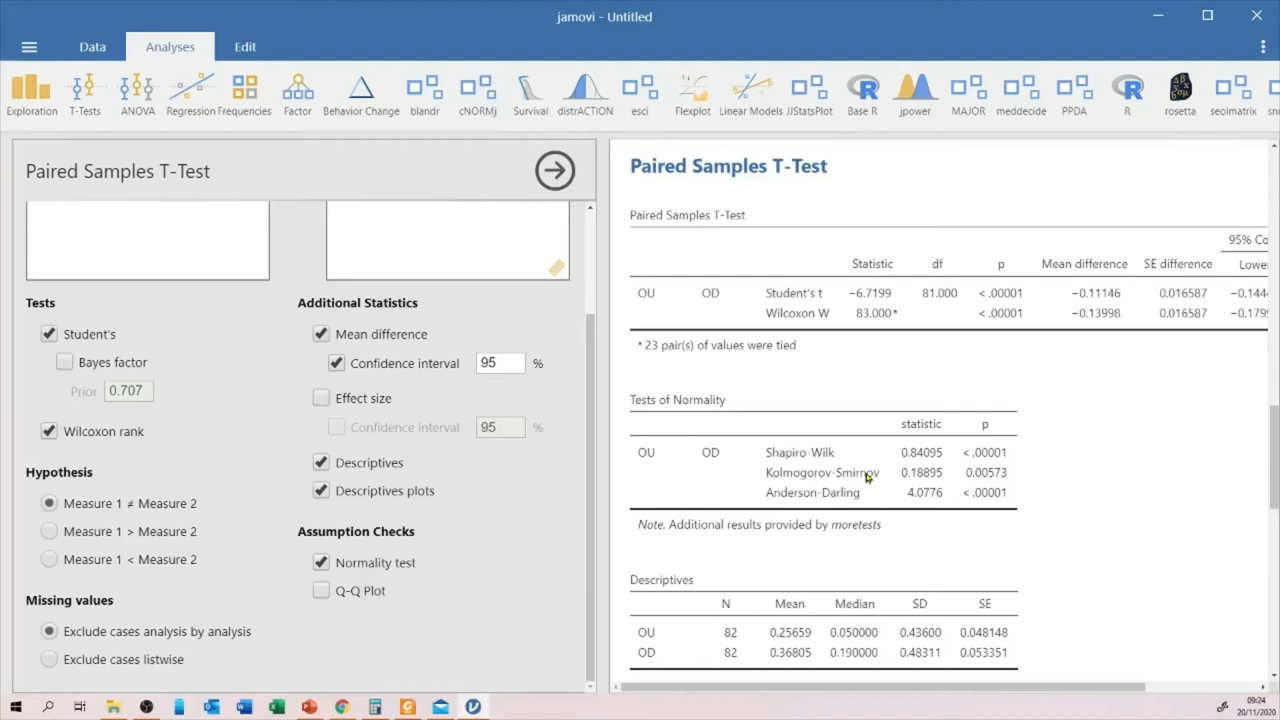 jamovi - Untitled
Data Analyses Edit
Exploration T-Tests ANOVA Regression Frequencies Factor Behavior Change blandr cNORMj Survival distrACTION esci Flexplot Linear Models JJStatsPlot Base R jpower MAJOR meddecide PPDA R rosetta seolmatrix
Paired Samples T-Test
Tests
Student's
Bayes factor
Prior 0.707
Wilcoxon rank
Hypothesis
Measure 1 ≠ Measure 2
Measure 1 > Measure 2
Measure 1 < Measure 2
Missing values
Exclude cases analysis by analysis
Exclude cases listwise
Additional Statistics
Mean difference
Confidence interval 95 %
Effect size
Confidence interval 95 %
Descriptives
Descriptives plots
Assumption Checks
Normality test
Q-Q Plot
Paired Samples T-Test
Paired Samples T-Test
95% Co
Statistic df p Mean difference SE difference Lowe
OU OD Student's t −6.7199 81.000 < .00001 −0.11146 0.016587 −0.144
Wilcoxon W 83.000* < .00001 −0.13998 0.016587 −0.179
* 23 pair(s) of values were tied
Tests of Normality
statistic p
OU OD Shapiro-Wilk 0.84095 < .00001
Kolmogorov-Smirnov 0.18895 0.00573
Anderson-Darling 4.0776 < .00001
Note. Additional results provided by moretests
Descriptives
N Mean Median SD SE
OU 82 0.25659 0.050000 0.43600 0.048148
OD 82 0.36805 0.190000 0.48311 0.053351
09:24
20/11/2020